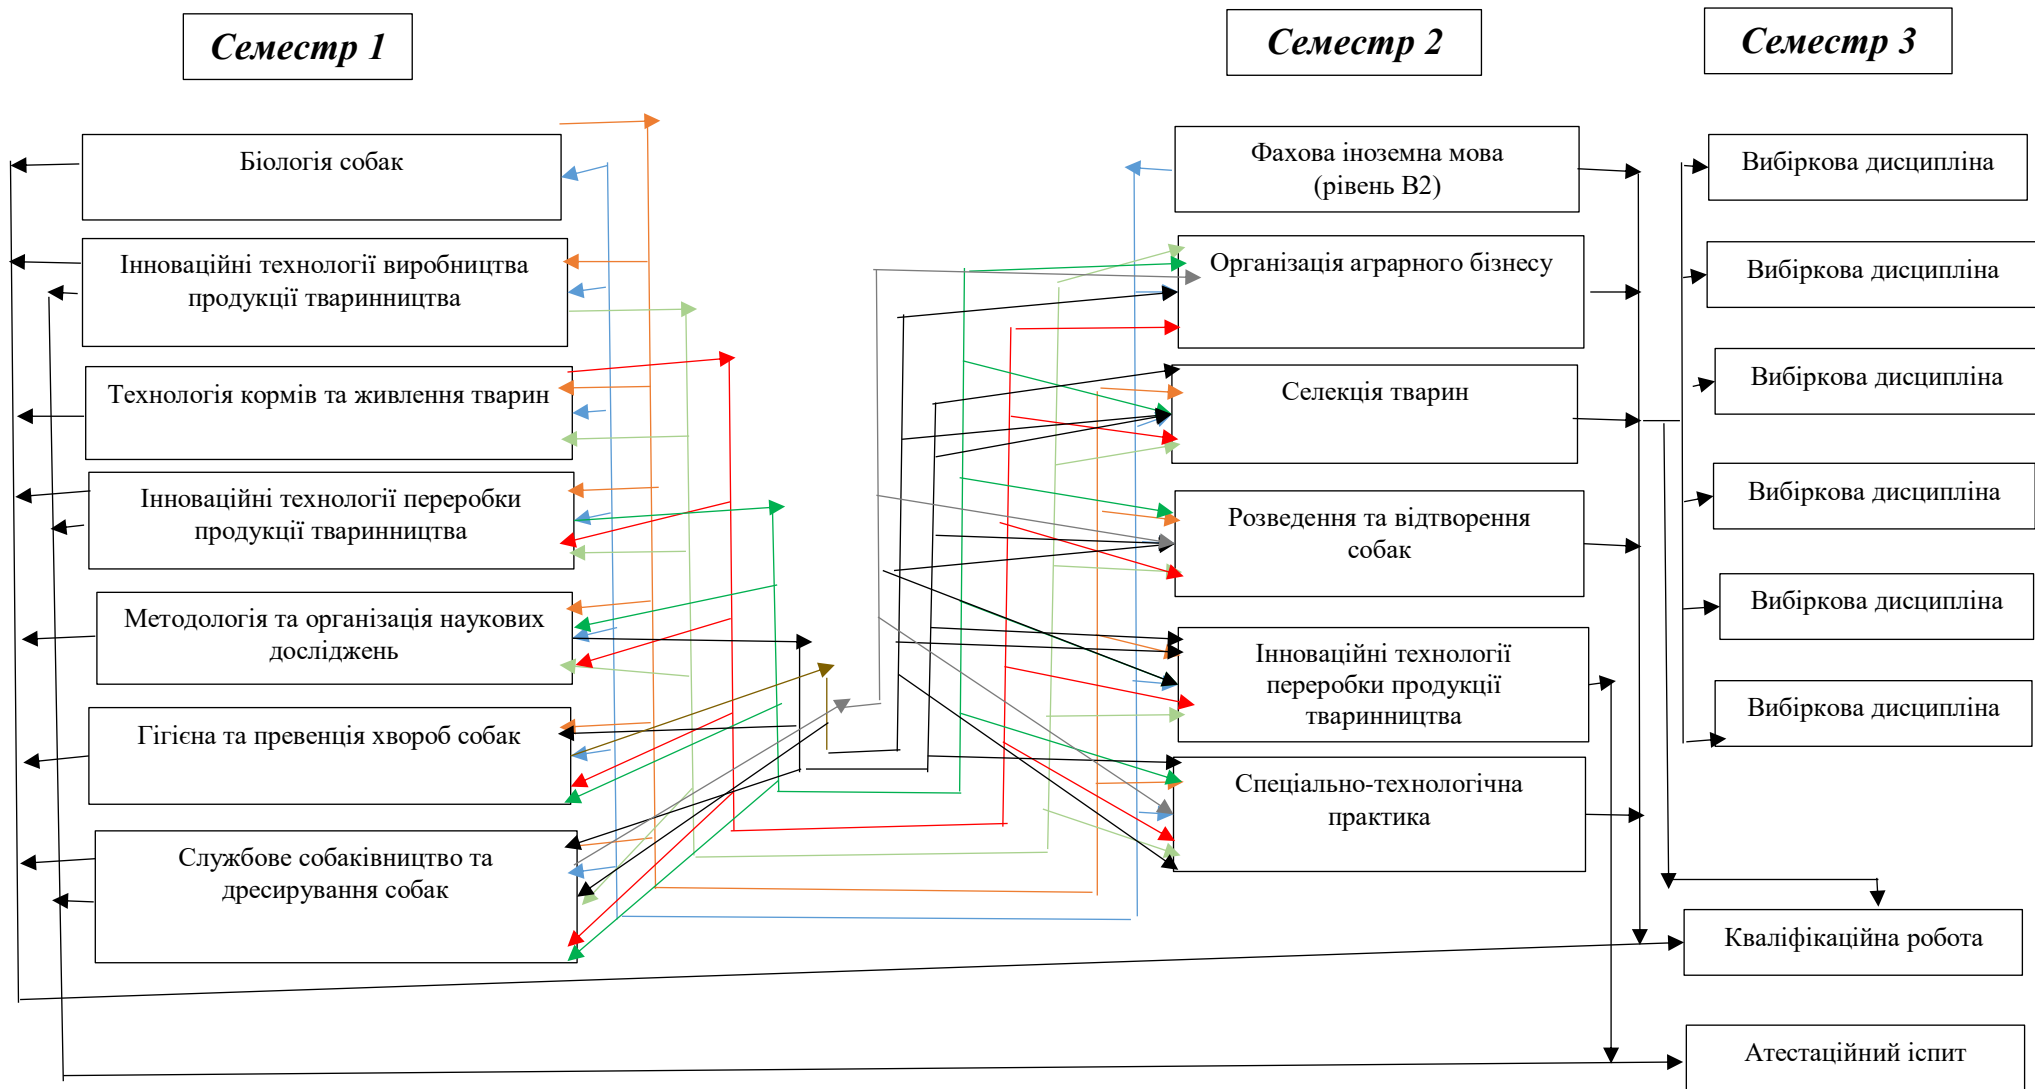 Семестр 1
Біологія собак
Інноваційні технології виробництва
продукції тваринництва
Технологія кормів та живлення тварин
Інноваційні технології переробки
продукції тваринництва
Методологія та організація наукових
досліджень
Гігієна та превенція хвороб собак
Службове собаківництво та
дресирування собак
Семестр 2
Фахова іноземна мова
(рівень В2)
Організація аграрного бізнесу
Селекція тварин
Розведення та відтворення
собак
Інноваційні технології
переробки продукції
тваринництва
Спеціально-технологічна
практика
Семестр 3
Вибіркова дисципліна
Вибіркова дисципліна
Вибіркова дисципліна
Вибіркова дисципліна
Вибіркова дисципліна
Вибіркова дисципліна
Кваліфікаційна робота
Атестаційний іспит